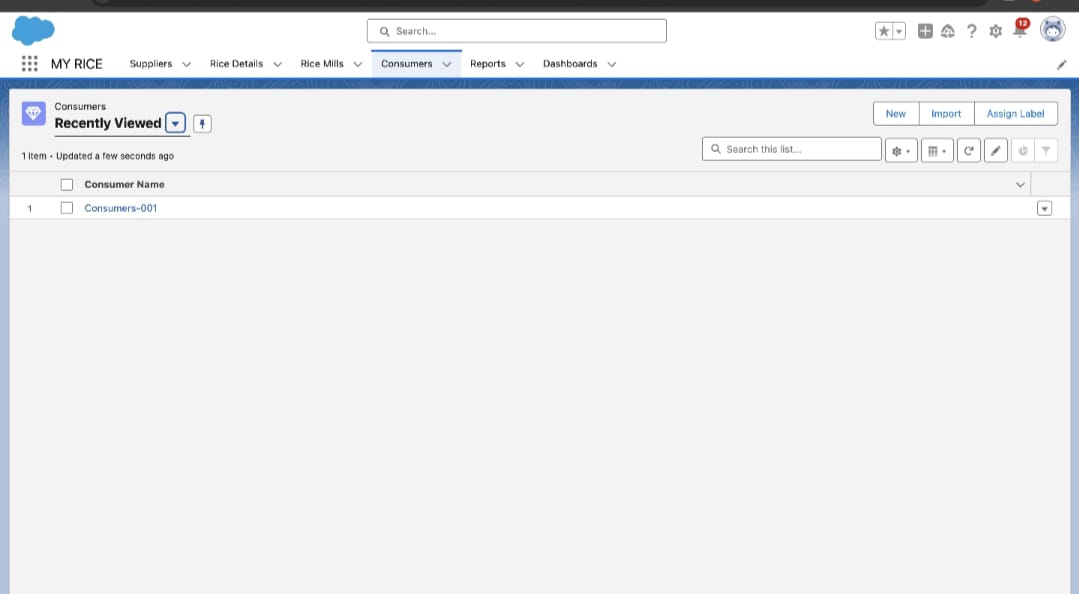 Search...
12
MY RICE
Suppliers
Rice Details
Rice Mills
Consumers
Reports
Dashboards
Consumers
Recently Viewed
New
Import
Assign Label
1 item • Updated a few seconds ago
Search this list...
Consumer Name
1
Consumers-001